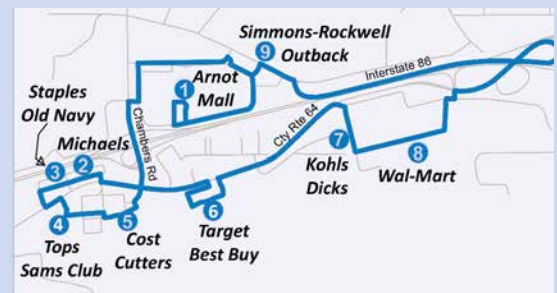 Simmons-Rockwell
Outback
9
Interstate 86
1
Arnot
Mall
Staples
Old Navy
Michaels
Chambers Rd
Cty Rte 64
3
2
7
Kohls
Dicks
8
Wal-Mart
4
Tops
Sams Club
5
Cost
Cutters
6
Target
Best Buy